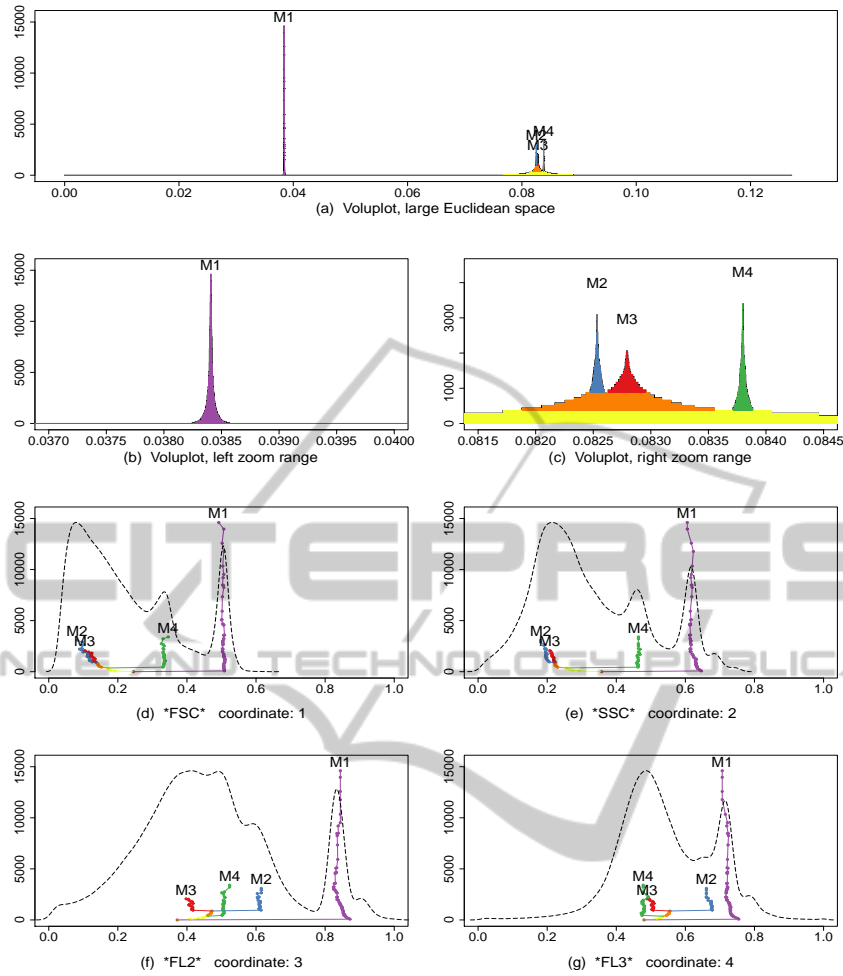 M1
M4
M2
M3
0 5000 10000 15000
0.00 0.02 0.04 0.06 0.08 0.10 0.12
(a) Voluplot, large Euclidean space
M1
0 5000 10000 15000
0.0370 0.0375 0.0380 0.0385 0.0390 0.0395 0.0400
(b) Voluplot, left zoom range
M2
M3
M4
0 1000 3000
0.0815 0.0820 0.0825 0.0830 0.0835 0.0840 0.0845
(c) Voluplot, right zoom range
CITEPRES
NCE AND TECHNOLOGY PUBLICA
M1
M2
M3
M4
0 5000 10000 15000
0.0 0.2 0.4 0.6 0.8 1.0
(d) *FSC* coordinate: 1
M1
M2
M3
M4
0 5000 10000 15000
0.0 0.2 0.4 0.6 0.8 1.0
(e) *SSC* coordinate: 2
M1
M3
M4
M2
0 5000 10000 15000
0.0 0.2 0.4 0.6 0.8 1.0
(f) *FL2* coordinate: 3
M1
M4
M3
M2
0 5000 10000 15000
0.0 0.2 0.4 0.6 0.8 1.0
(g) *FL3* coordinate: 4